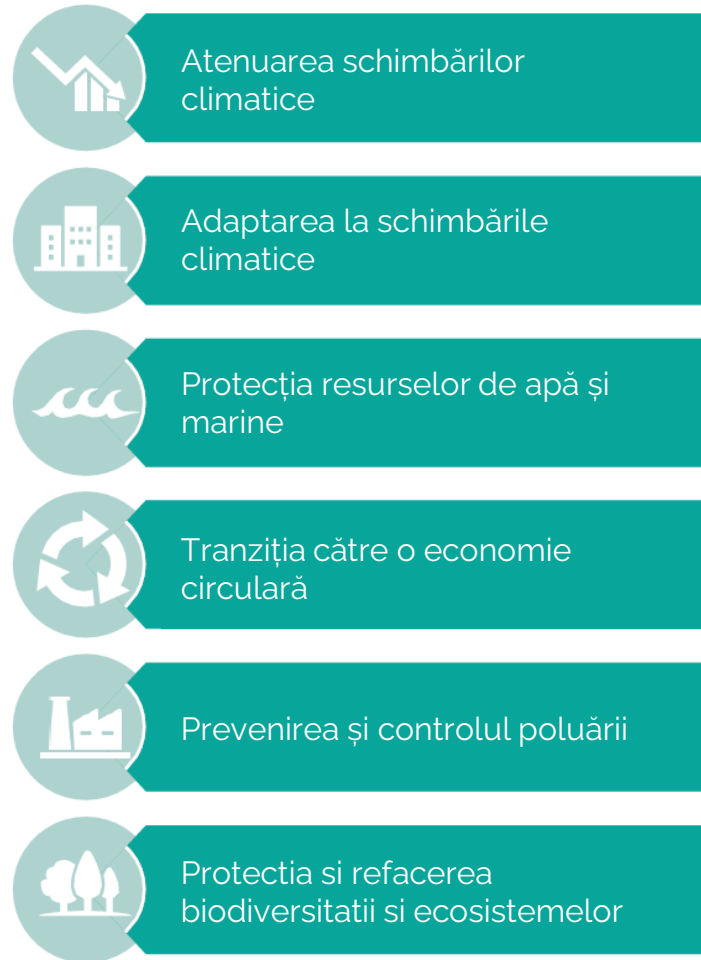 Atenuarea schimbărilor
climatice
Adaptarea la schimbările
climatice
Protecția resurselor de apă și
marine
Tranziția către o economie
circulară
Prevenirea și controlul poluării
Protectia si refacerea
biodiversitatii si ecosistemelor